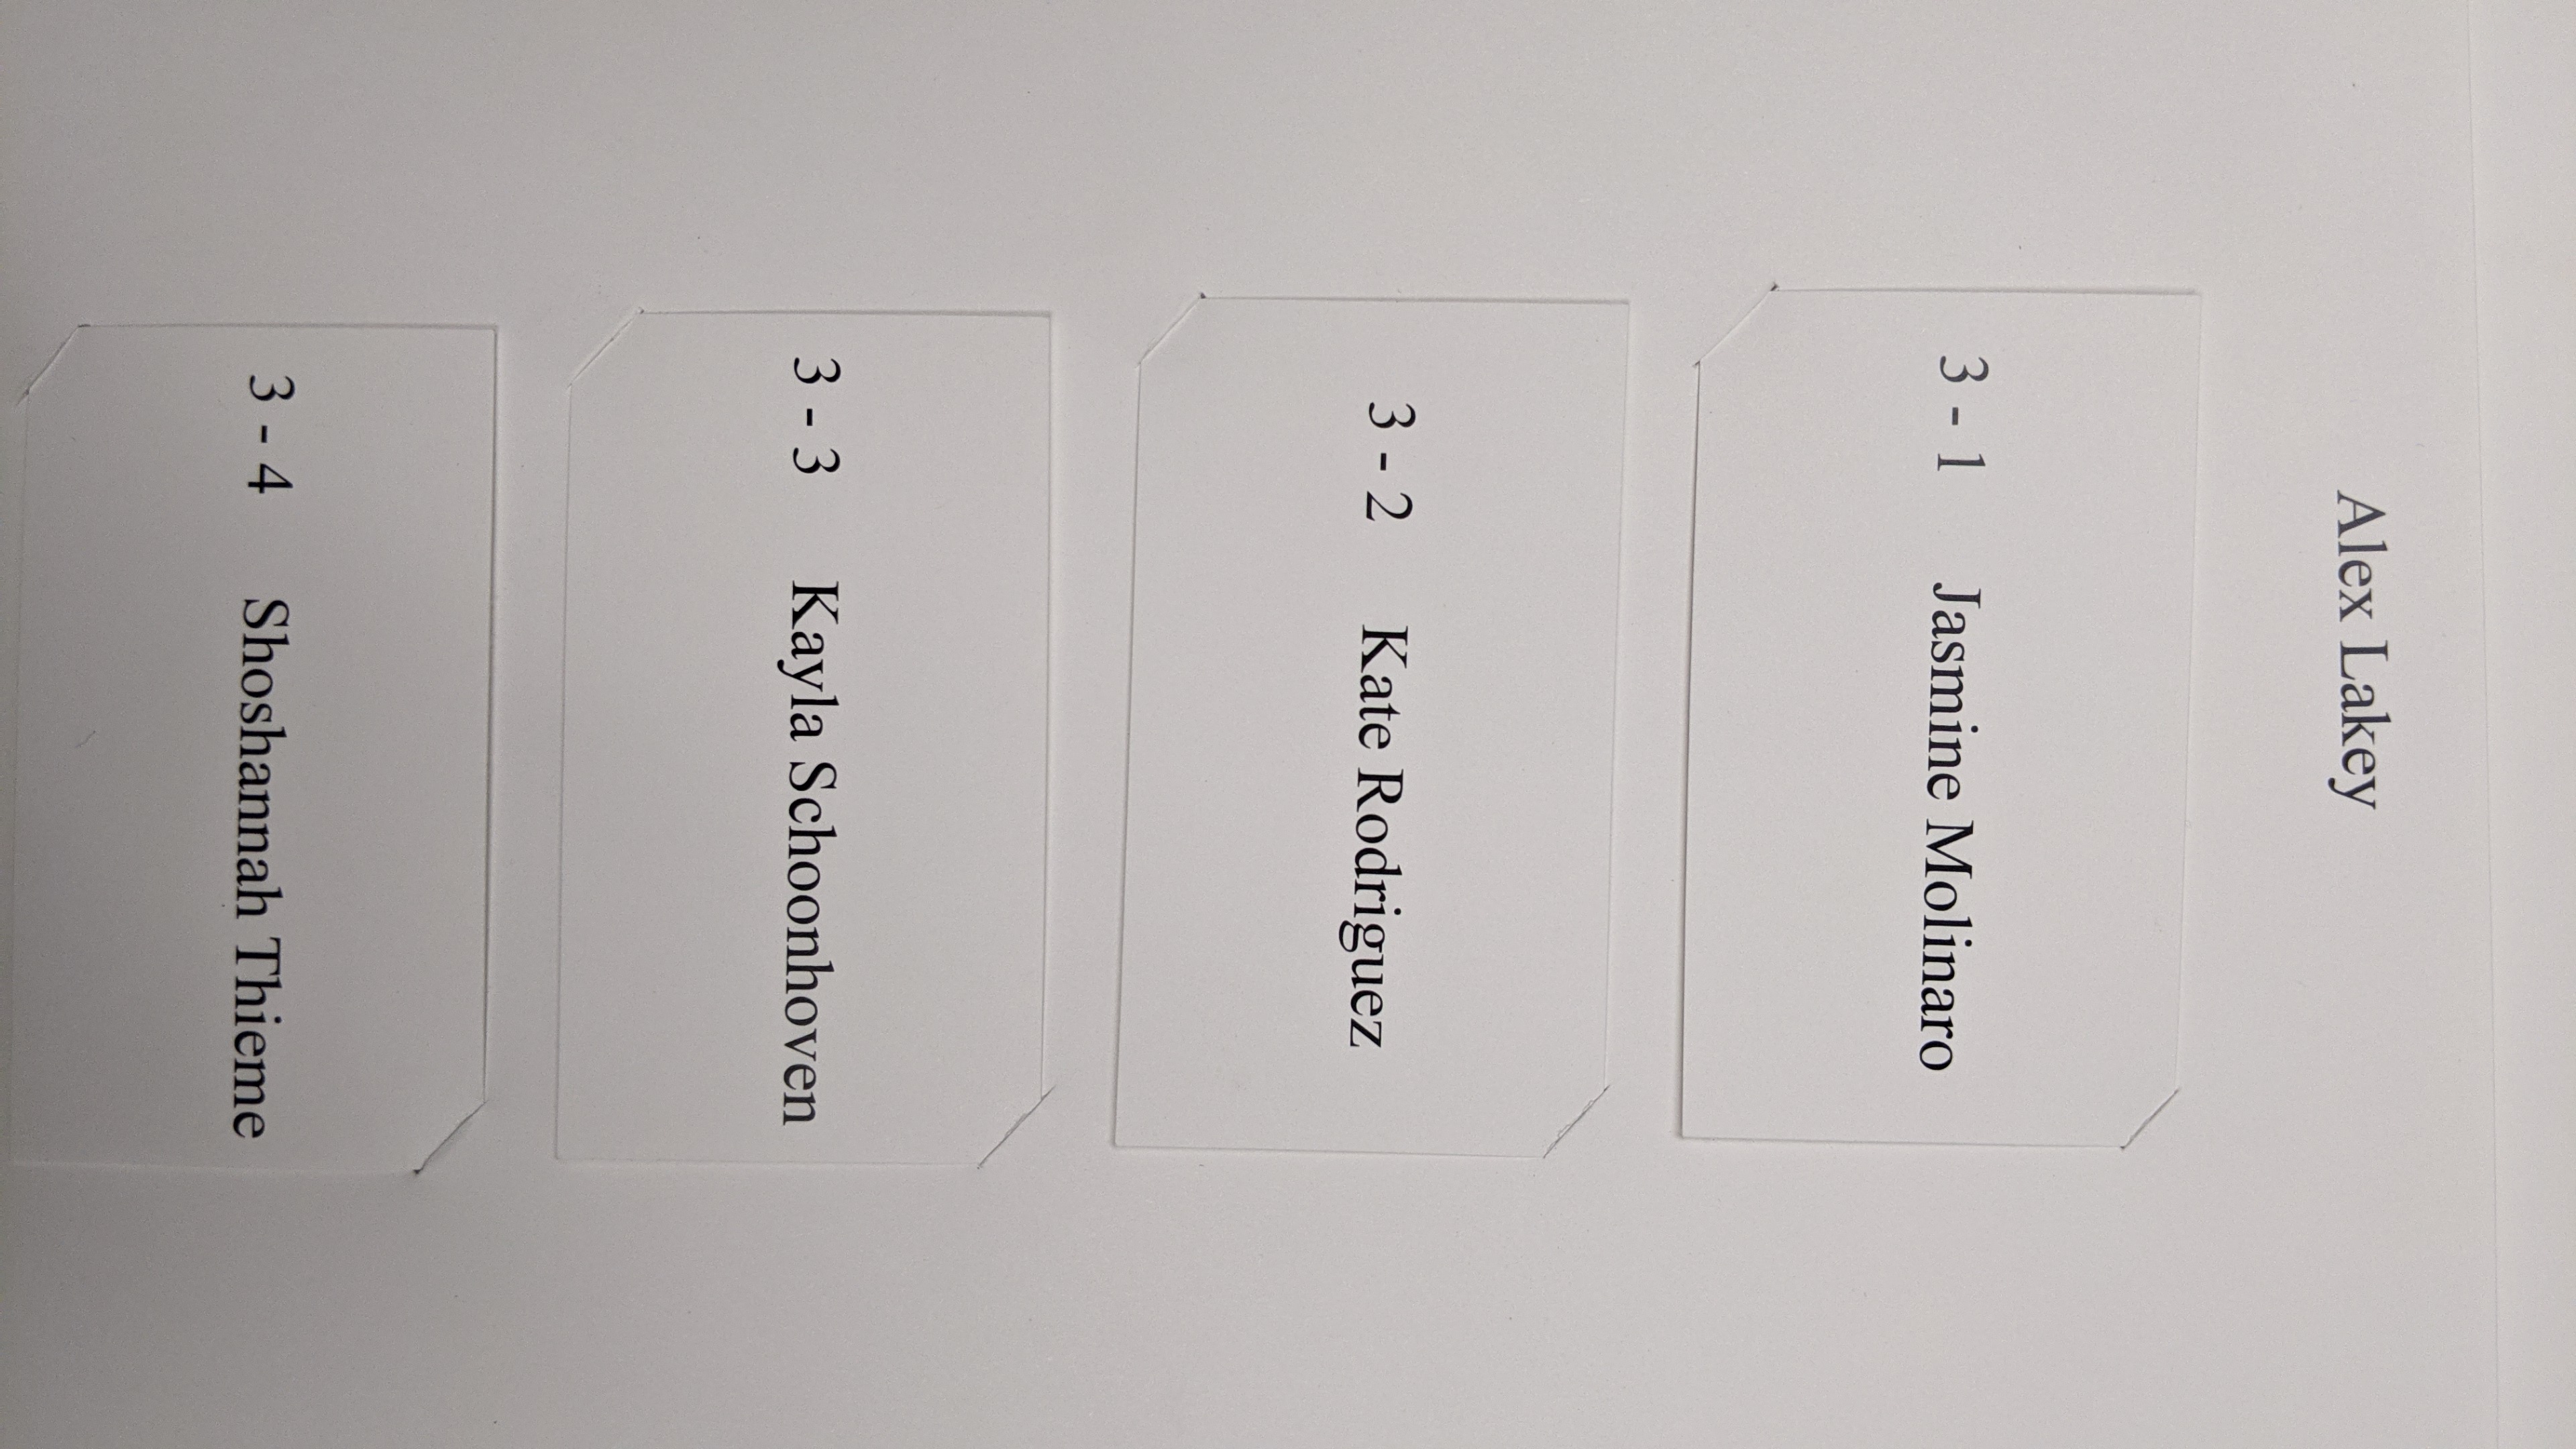 Alex Lakey
3 - 1 Jasmine Molinaro
3 - 2 Kate Rodriguez
3 - 3 Kayla Schoonhoven
3 - 4 Shoshannah Thieme